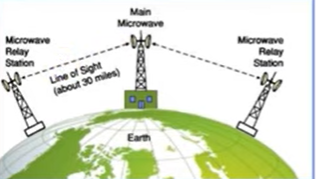 Main
Microwave
Microwave
Relay
Station
Line of Sight
(about 30 miles)
Microwave
Relay
Station
Earth